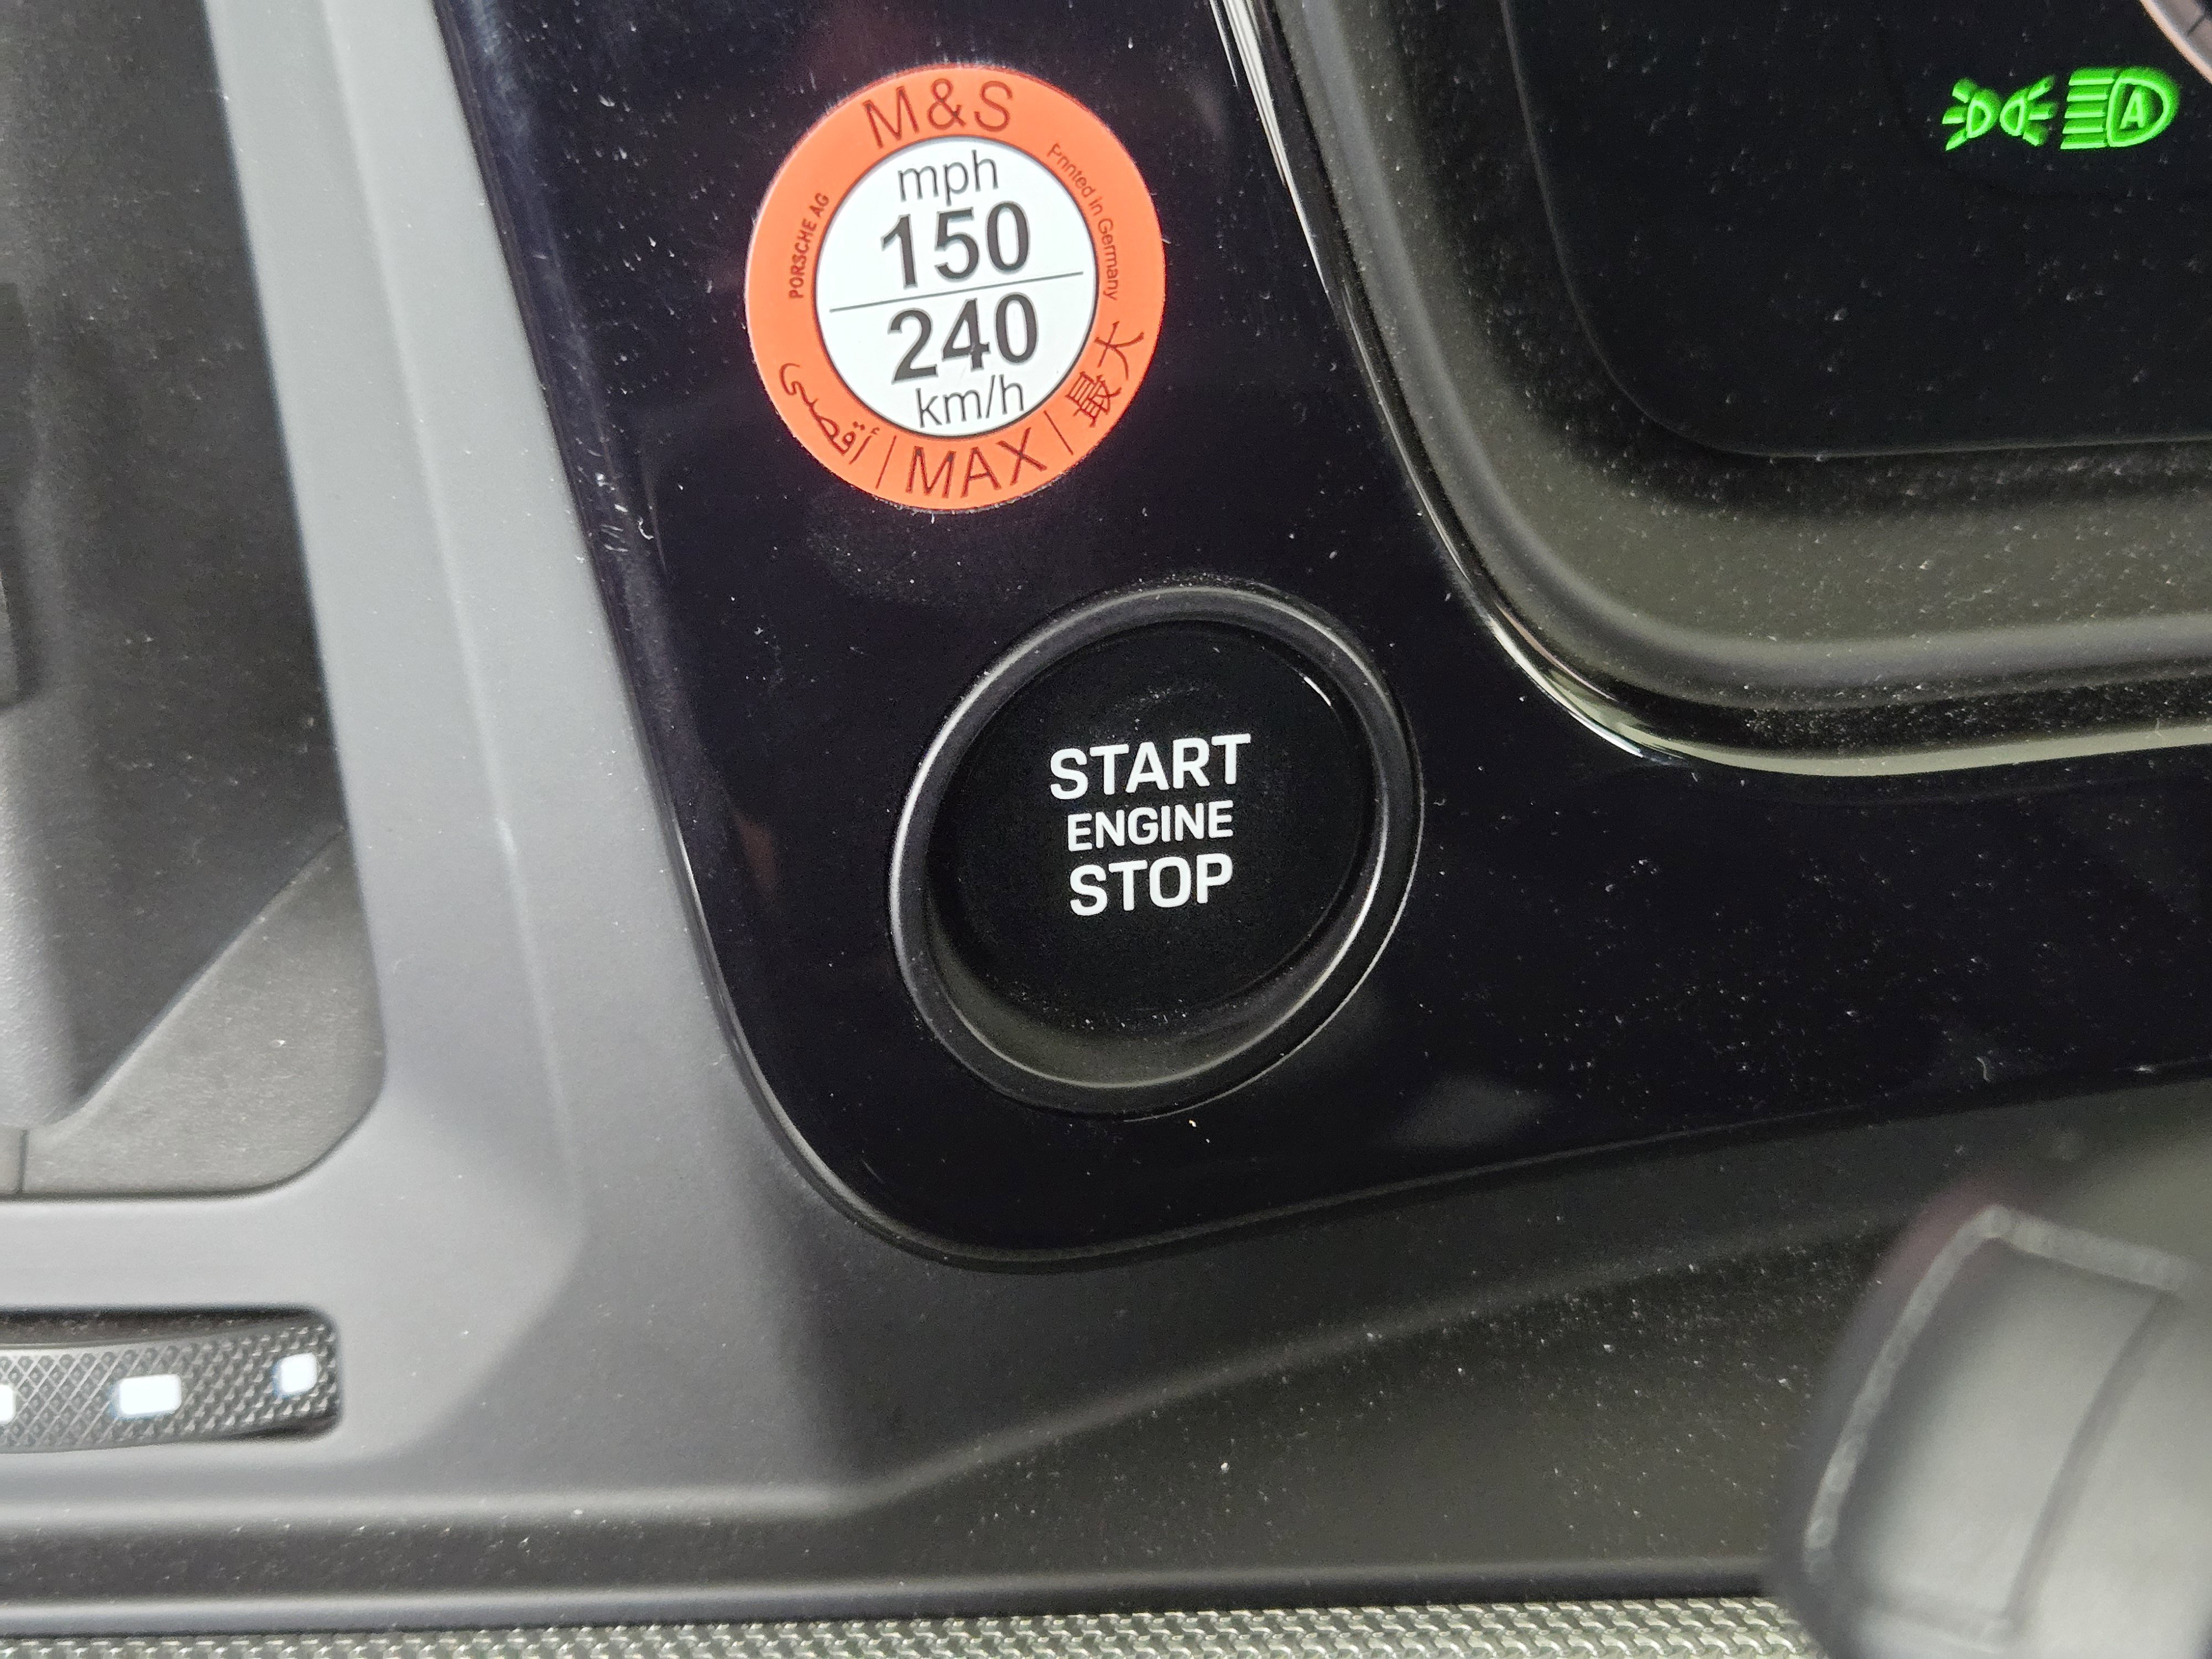 M&S
PORSCHE AG
Printed in Germany
mph
150
240
km/h
أقصى | MAX | 最大
START
ENGINE
STOP
A